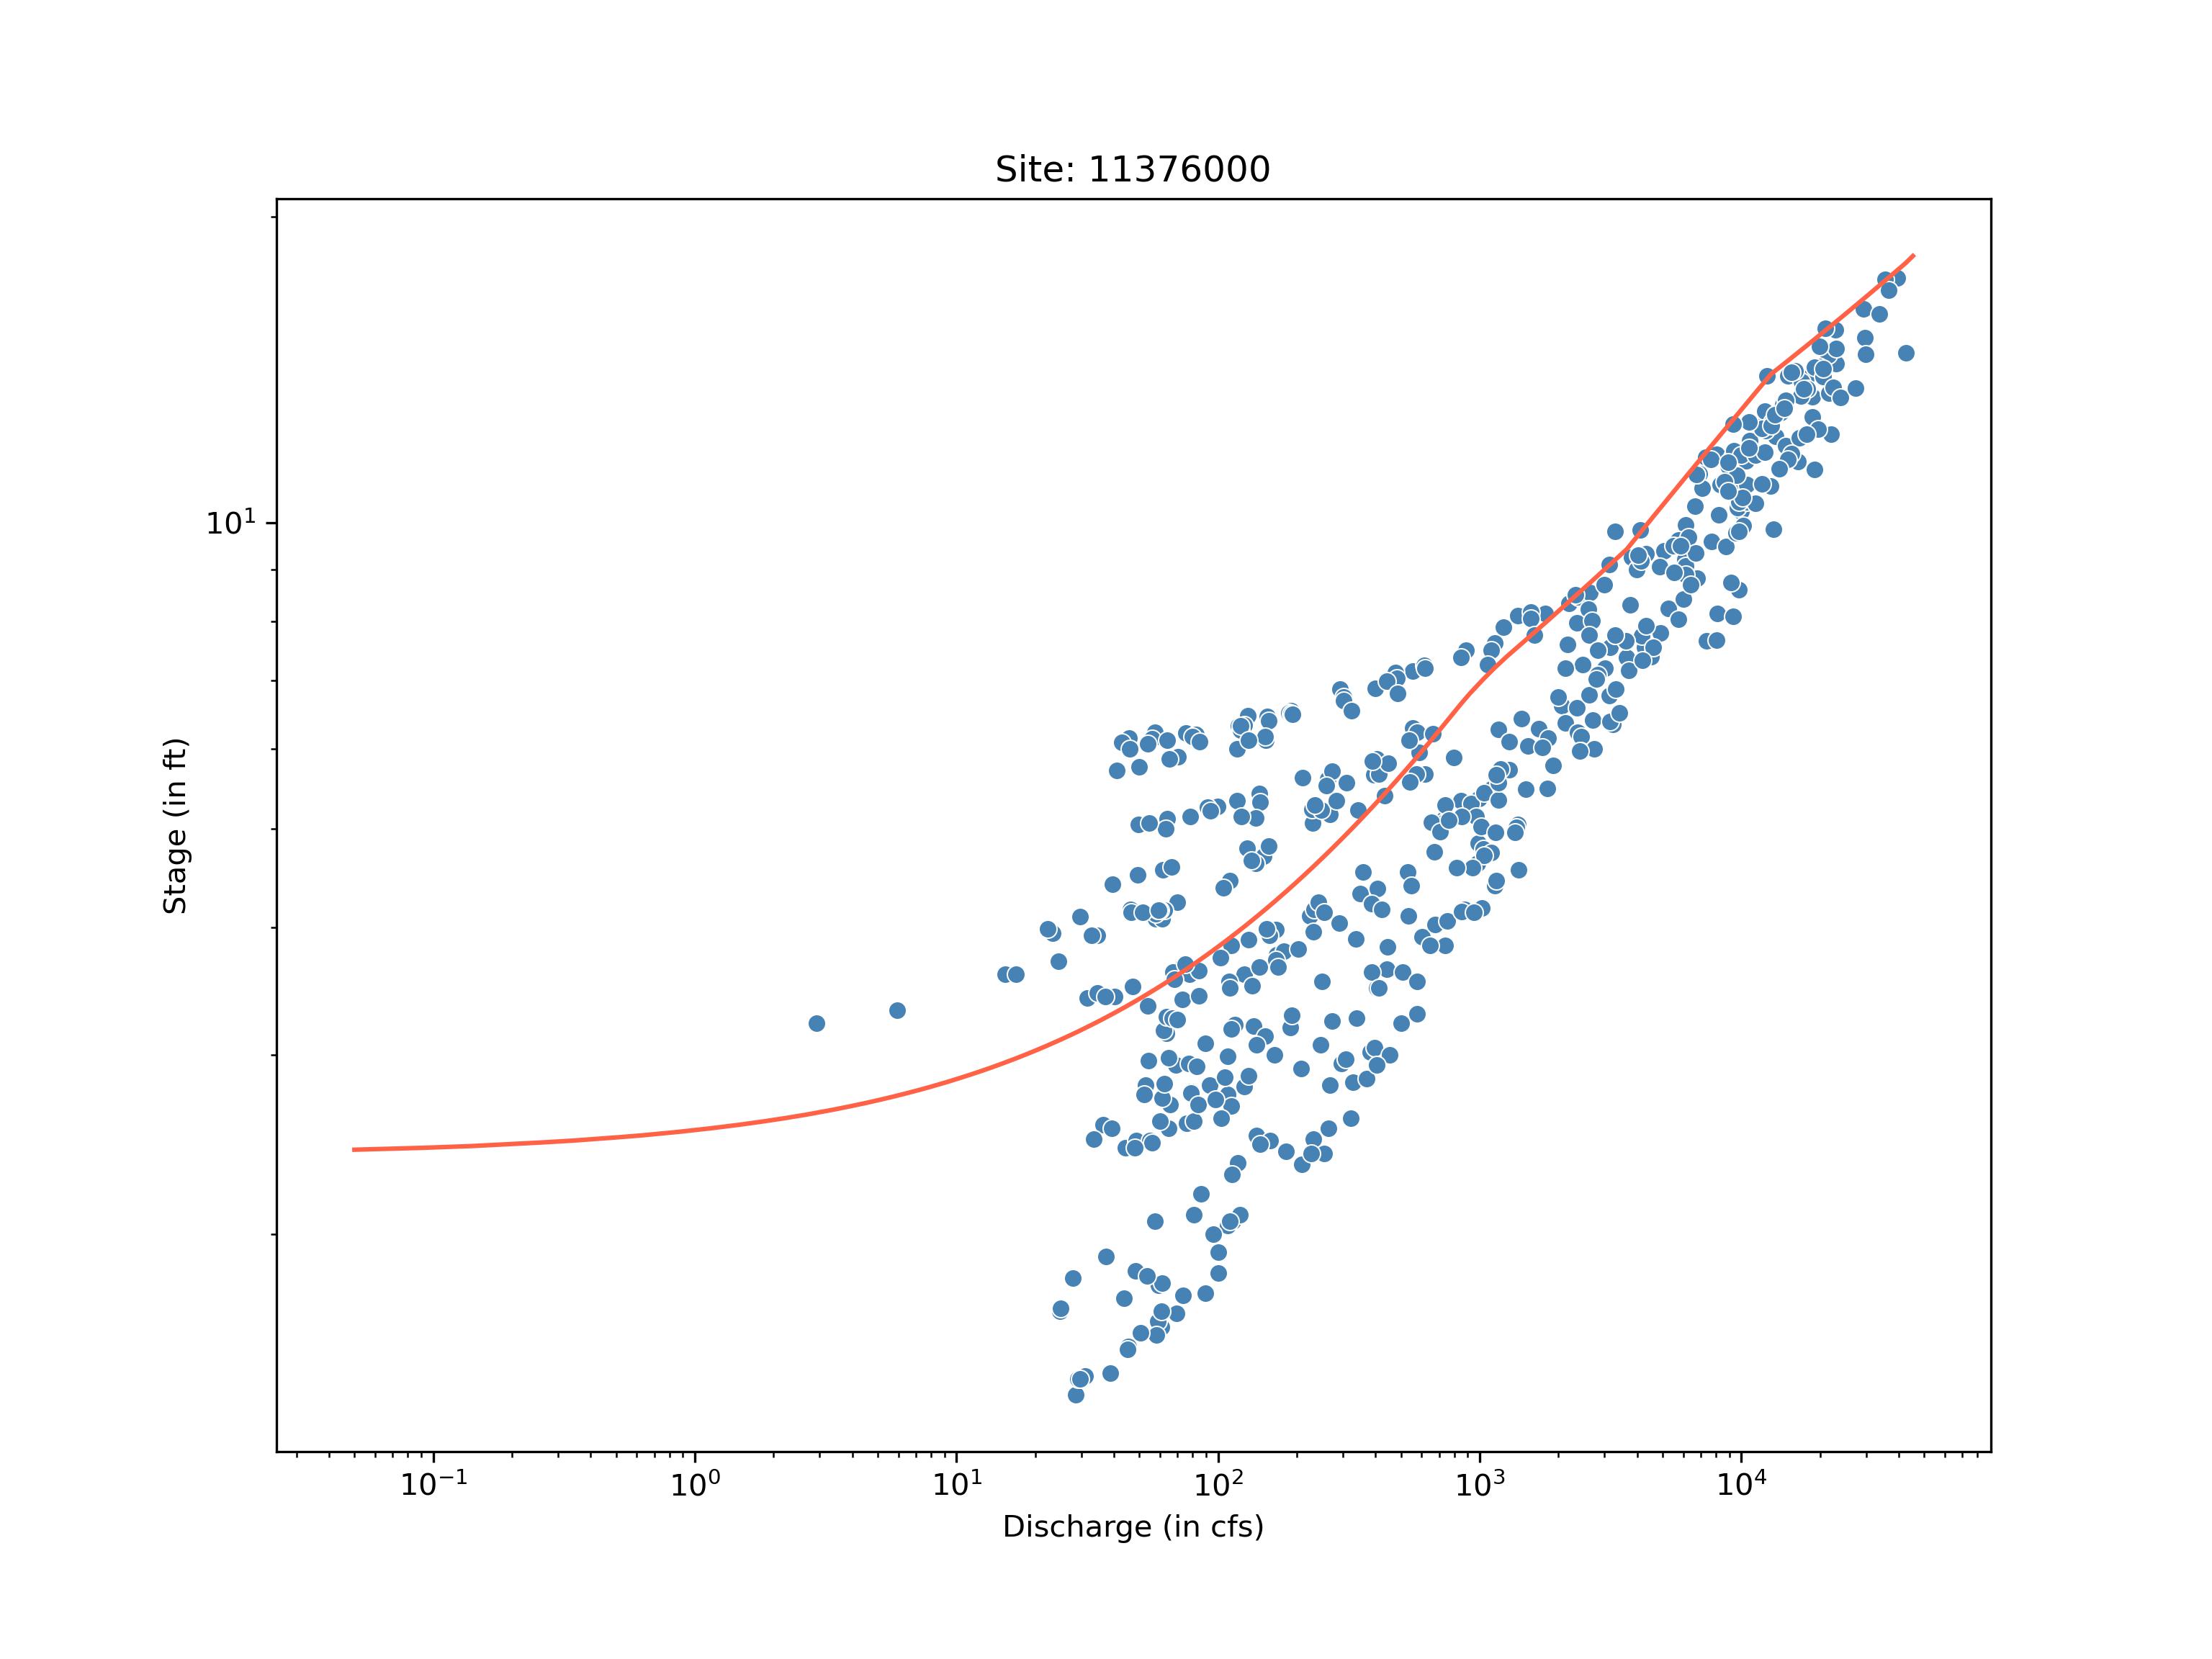 Site: 11376000
Stage (in ft)
10¹
10⁻¹ 10⁰ 10¹ 10² 10³ 10⁴
Discharge (in cfs)